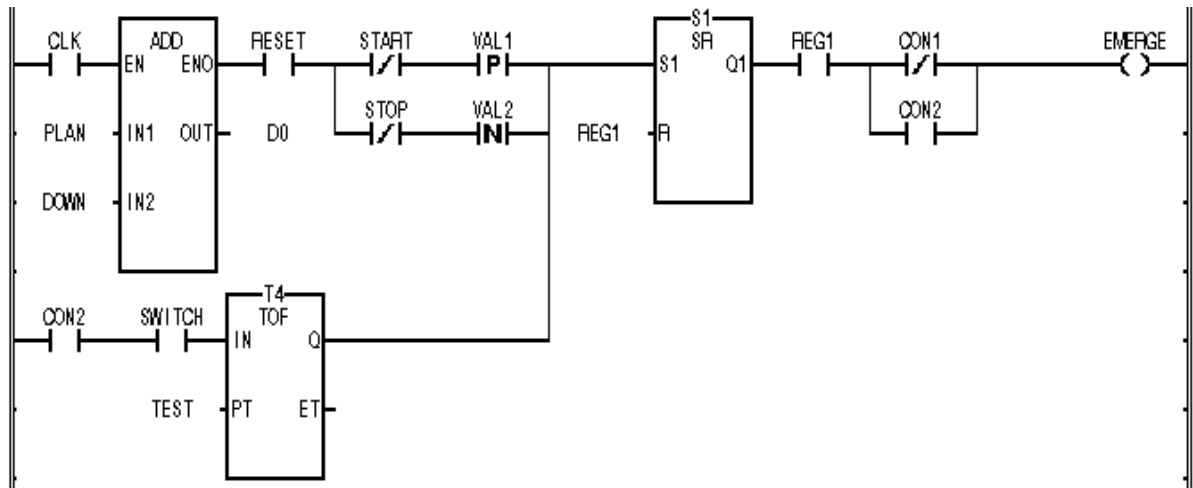 S1
CLK ADD RESET START VAL1 SR REG1 CON1 EMERGE
EN ENO P S1 Q1
STOP VAL2 CON2
PLAN IN1 OUT D0 N REG1 R
DOWN IN2
T4
CON2 SWITCH TOF
IN Q
TEST PT ET